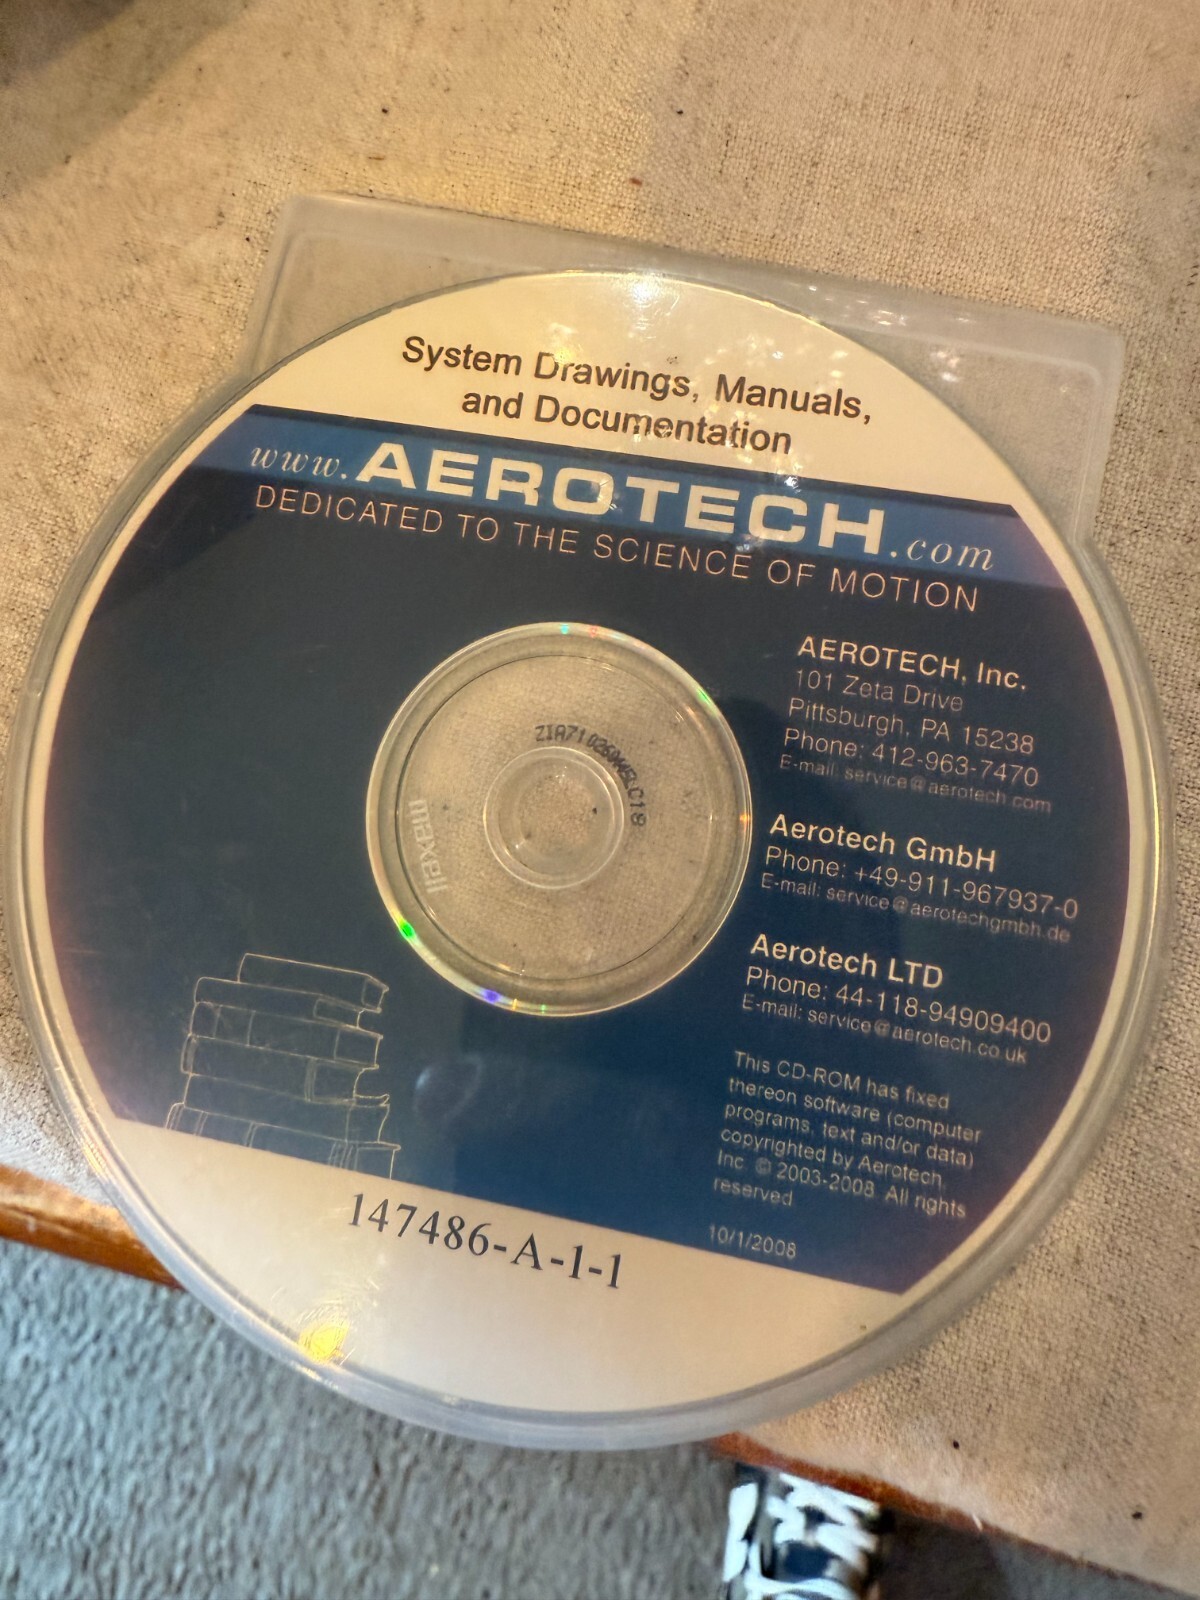 System Drawings, Manuals,
and Documentation
www.AEROTECH.com
DEDICATED TO THE SCIENCE OF MOTION
AEROTECH, Inc.
101 Zeta Drive
Pittsburgh, PA 15238
Phone: 412-963-7470
E-mail: service@aerotech.com
Aerotech GmbH
Phone: +49-911-967937-0
E-mail: service@aerotechgmbh.de
Aerotech LTD
Phone: 44-118-94909400
E-mail: service@aerotech.co.uk
This CD-ROM has fixed
thereon software (computer
programs, text and/or data)
copyrighted by Aerotech,
Inc. © 2003-2008. All rights
reserved.
10/1/2008
maxell
147486-A-1-1